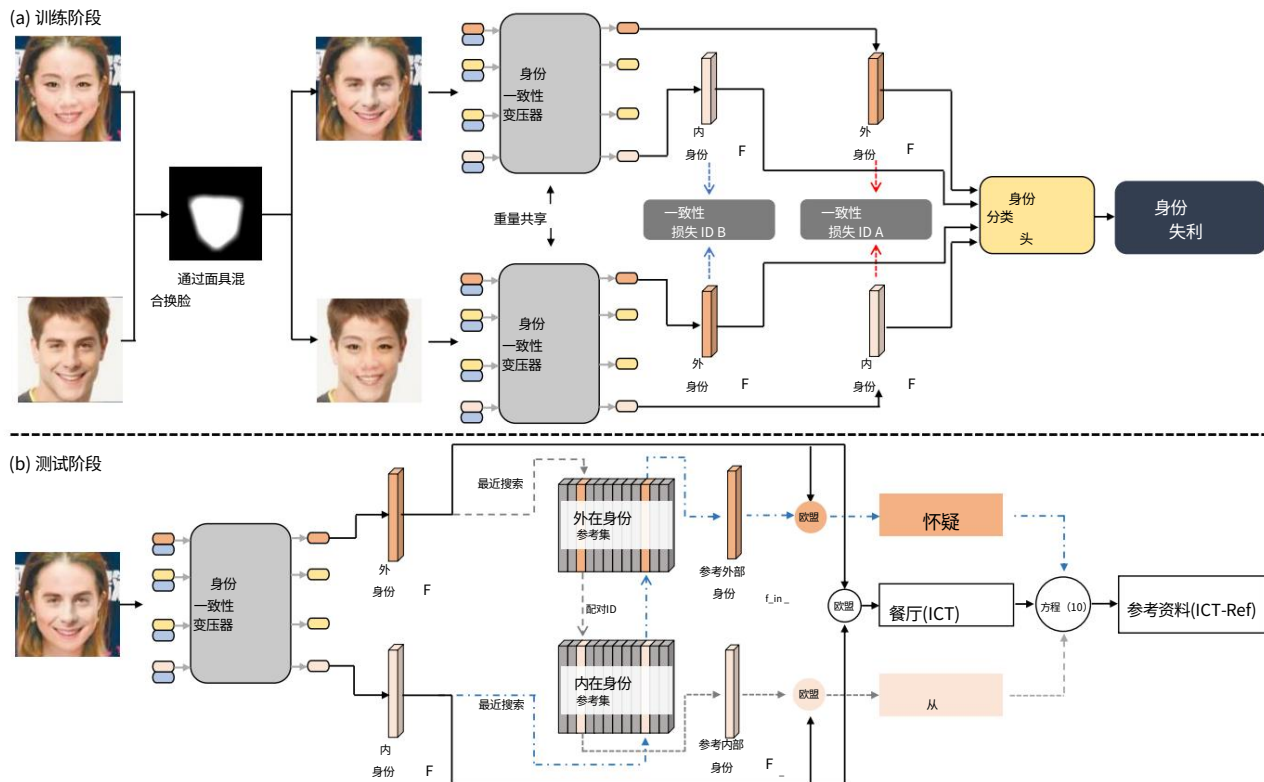 (a) 训练阶段
身份
一致性
变压器
内
身份
F
外
身份
F
重量共享
一致性
损失 ID B
一致性
损失 ID A
身份
分类
头
身份
失利
通过面具混
合换脸
身份
一致性
变压器
外
身份
F
内
身份
F
(b) 测试阶段
身份
一致性
变压器
外
身份
F
最近搜索
外在身份
参考集
参考外部
身份
f_in _
欧盟
怀疑
配对ID
欧盟
餐厅(ICT)
方程（10）
参考资料(ICT-Ref)
内
身份
F
最近搜索
内在身份
参考集
参考内部
身份
F _
欧盟
从